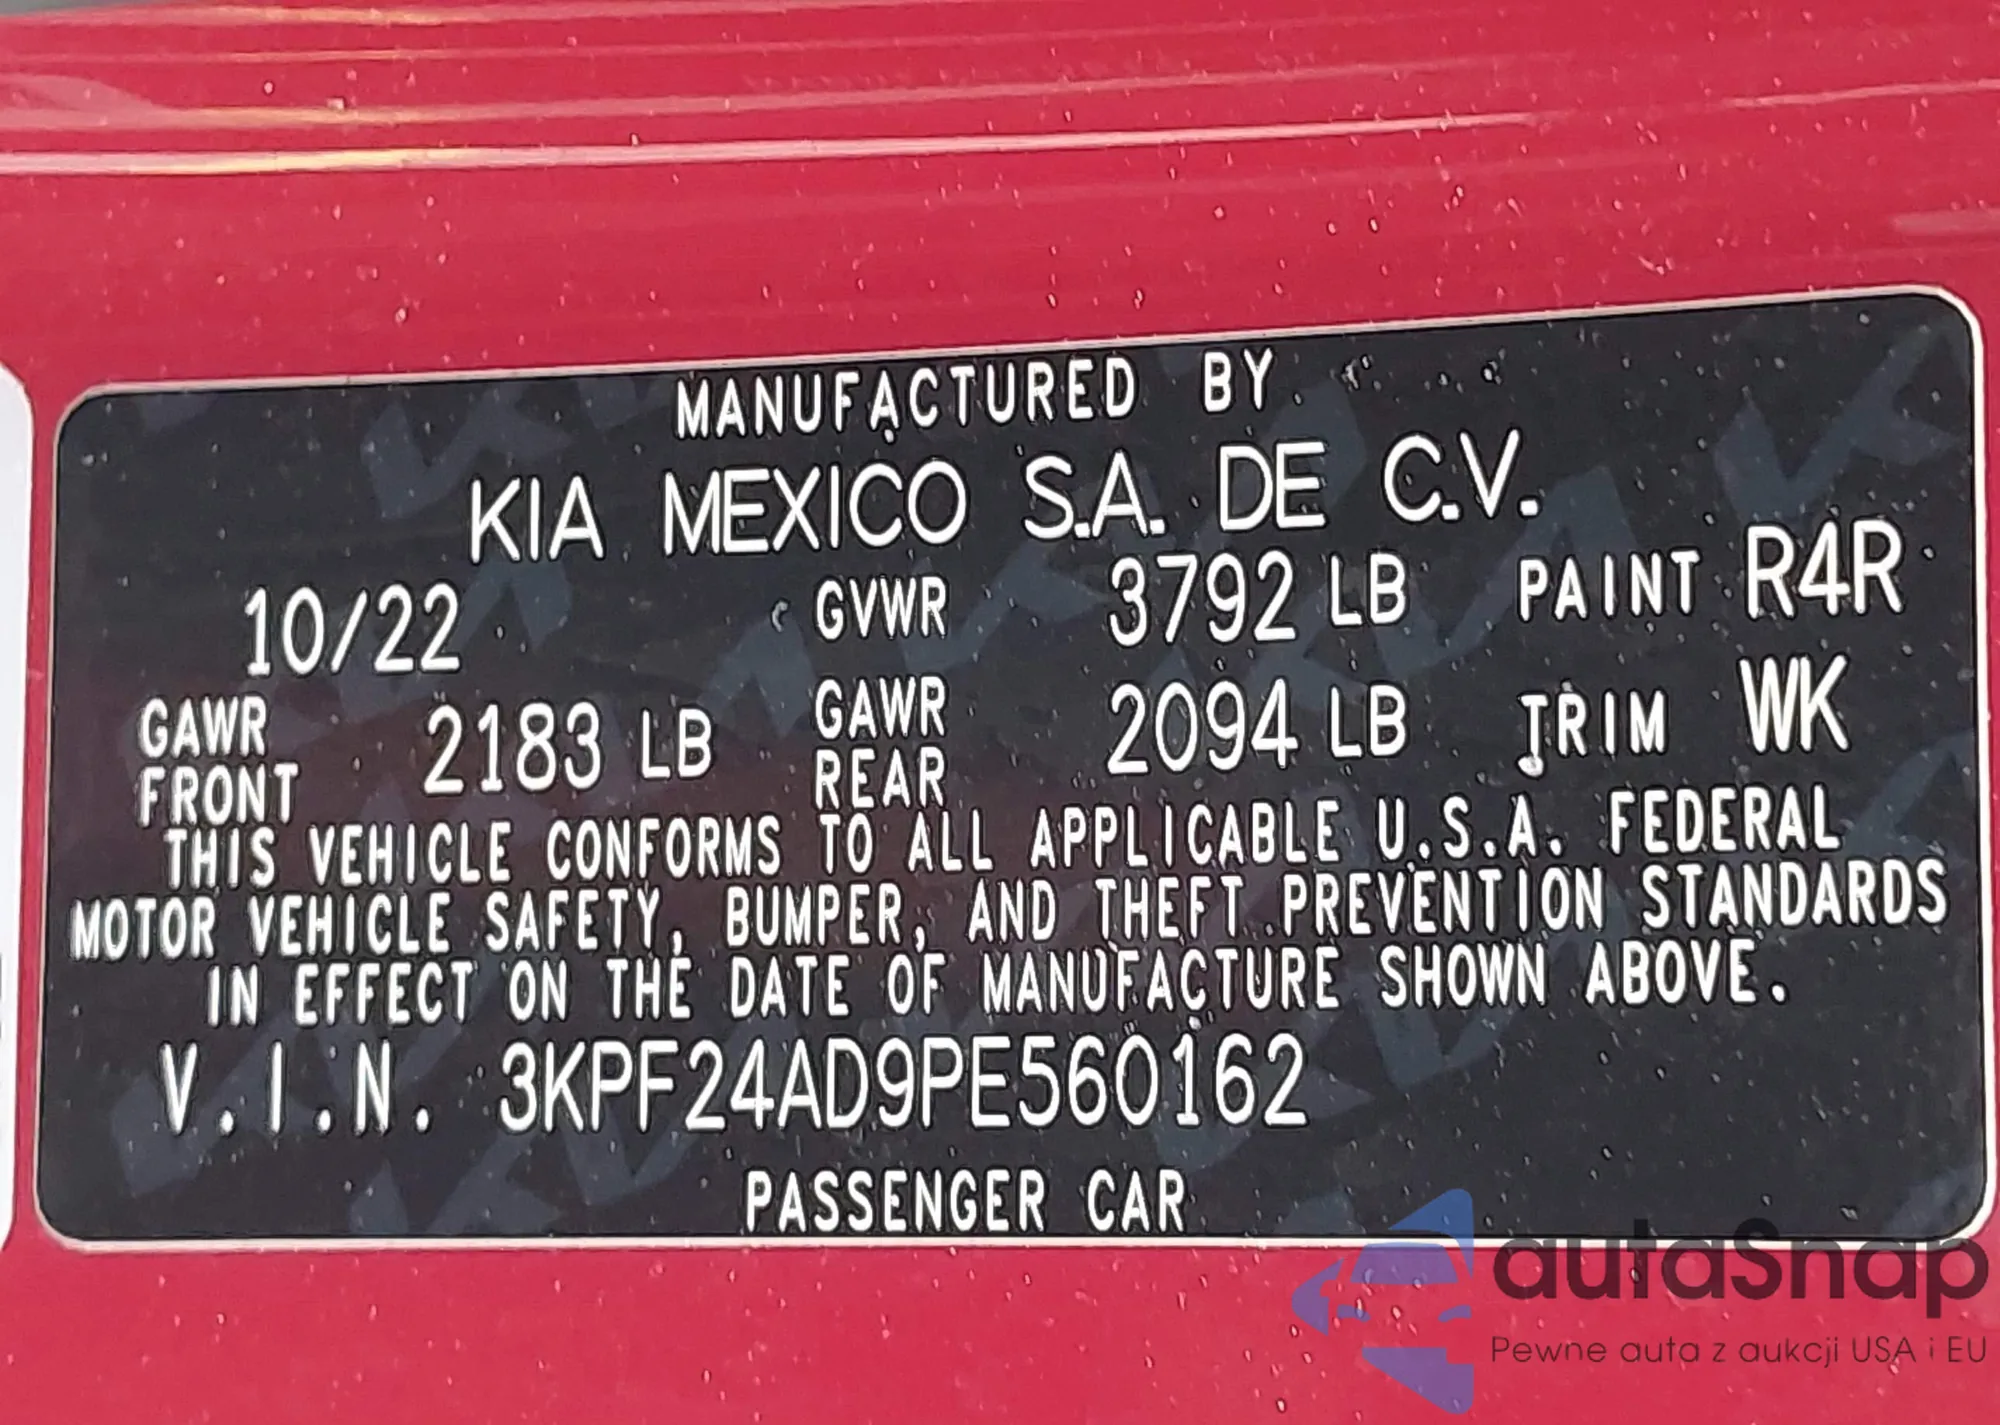 MANUFACTURED BY
KIA MEXICO S.A. DE C.V.
10/22 GVWR 3792 LB PAINT R4R
GAWR FRONT 2183 LB GAWR REAR 2094 LB TRIM WK
THIS VEHICLE CONFORMS TO ALL APPLICABLE U.S.A. FEDERAL
MOTOR VEHICLE SAFETY, BUMPER, AND THEFT PREVENTION STANDARDS
IN EFFECT ON THE DATE OF MANUFACTURE SHOWN ABOVE.
V.I.N. 3KPF24AD9PE560162
PASSENGER CAR
autaSnap
Pewne auta z aukcji USA i EU